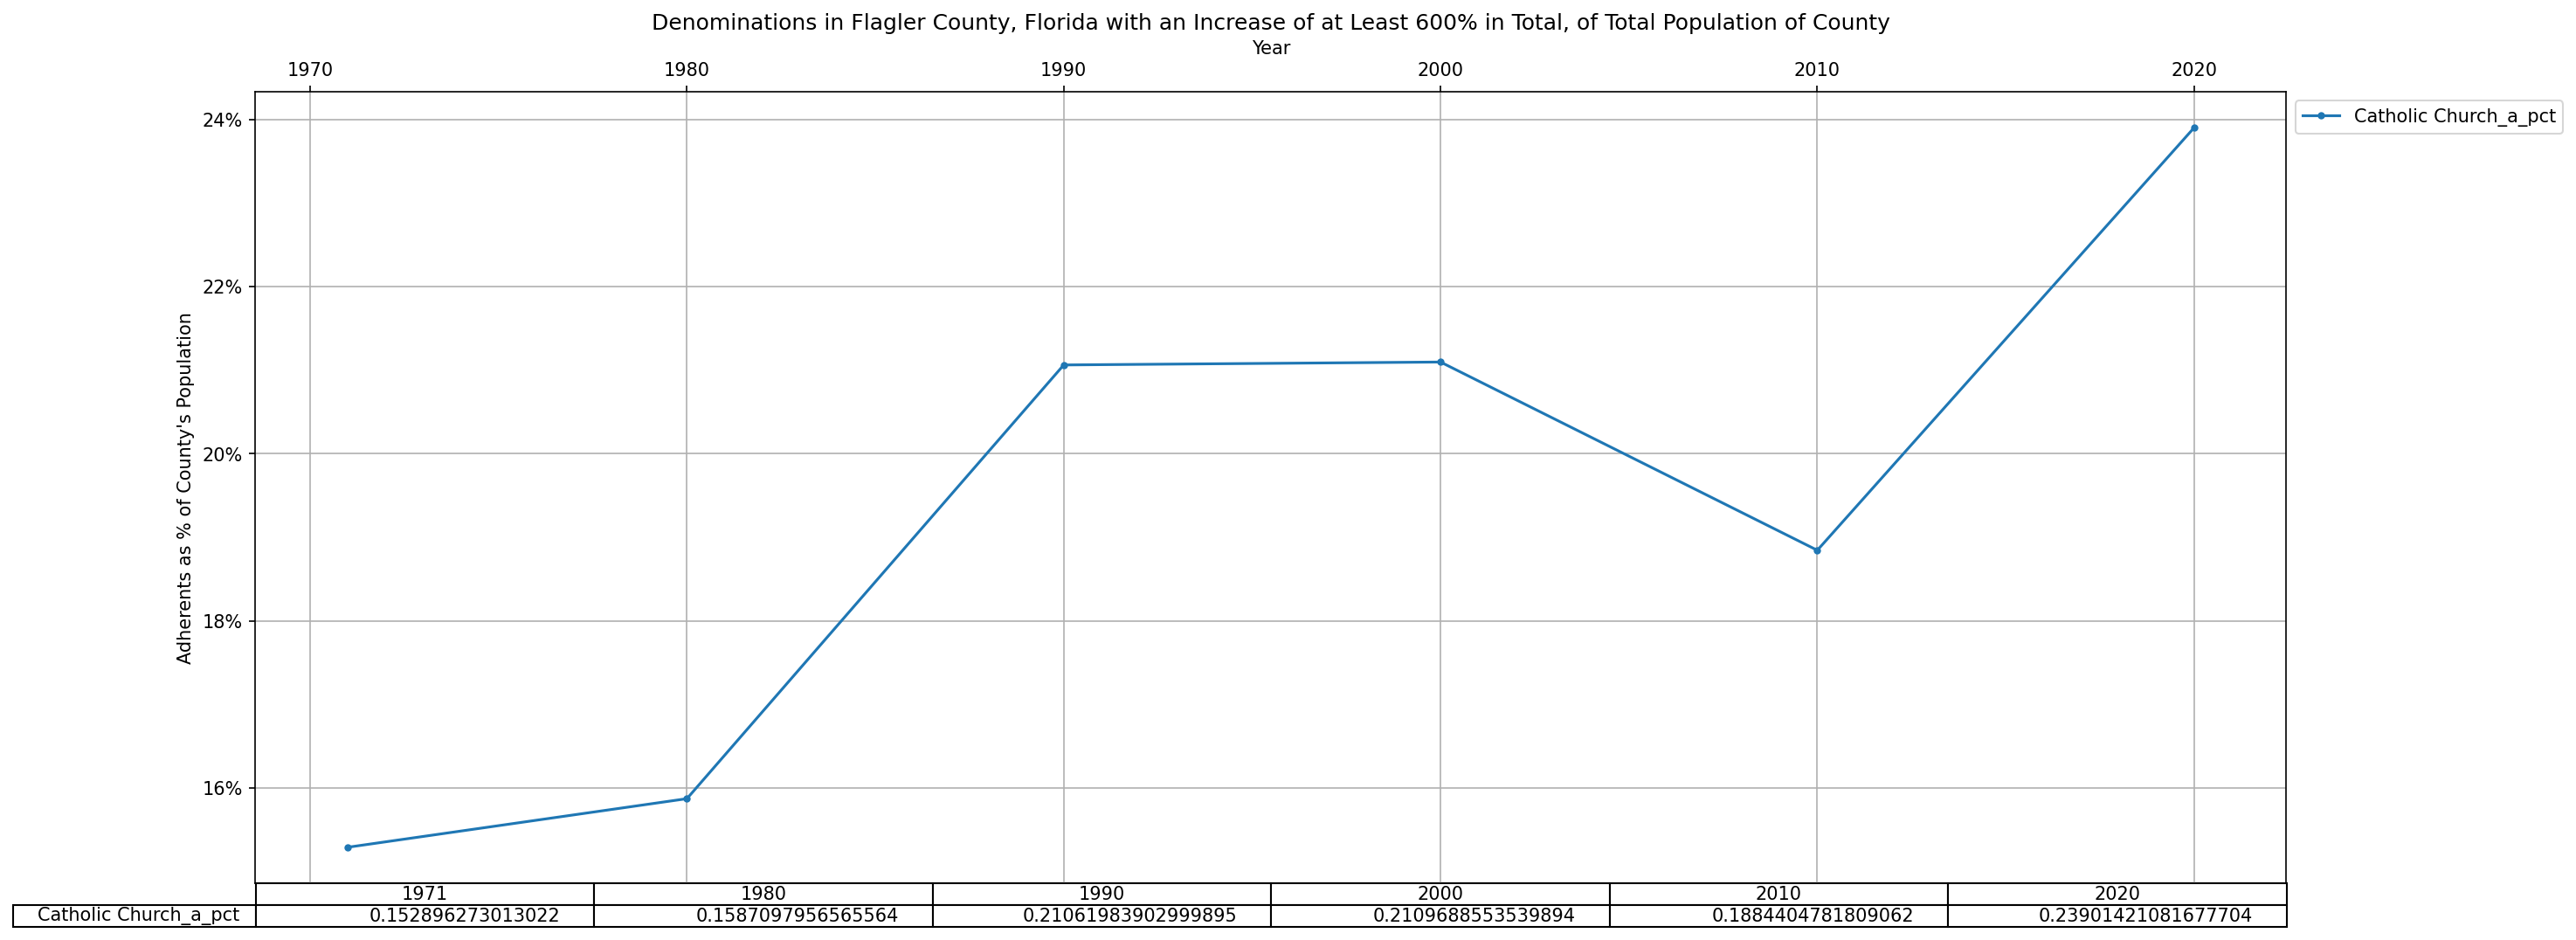 Denominations in Flagler County, Florida with an Increase of at Least 600% in Total, of Total Population of County
Year
1970 1980 1990 2000 2010 2020
Catholic Church_a_pct
Adherents as % of County's Population
24%
22%
20%
18%
16%
1971 1980 1990 2000 2010 2020
Catholic Church_a_pct 0.152896273013022 0.1587097956565564 0.21061983902999895 0.2109688553539894 0.1884404781809062 0.23901421081677704